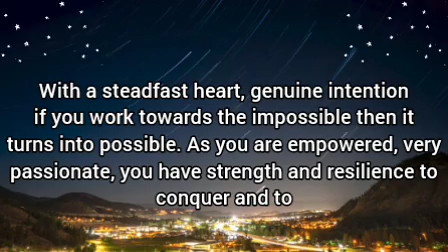 With a steadfast heart, genuine intention
if you work towards the impossible then it
turns into possible. As you are empowered, very
passionate, you have strength and resilience to
conquer and to